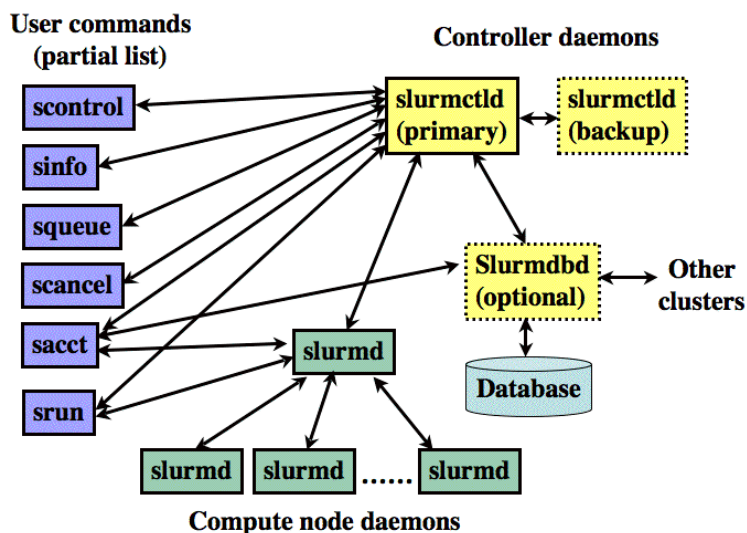 User commands
(partial list)
Controller daemons
scontrol
sinfo
squeue
scancel
sacct
srun
slurmctld
(primary)
slurmctld
(backup)
Slurmdbd
(optional)
Other
clusters
Database
slurmd
slurmd
slurmd
......
slurmd
Compute node daemons